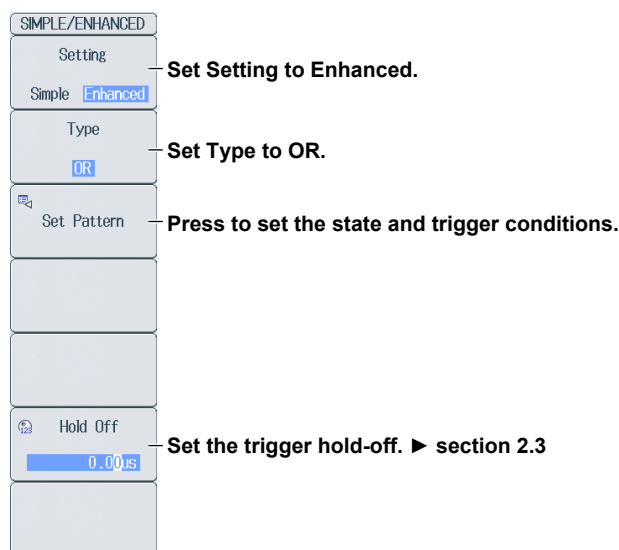 SIMPLE/ENHANCED
Setting
Simple Enhanced
Set Setting to Enhanced.
Type
OR
Set Type to OR.
Set Pattern
Press to set the state and trigger conditions.
123
Hold Off
0.00us
Set the trigger hold-off. ► section 2.3